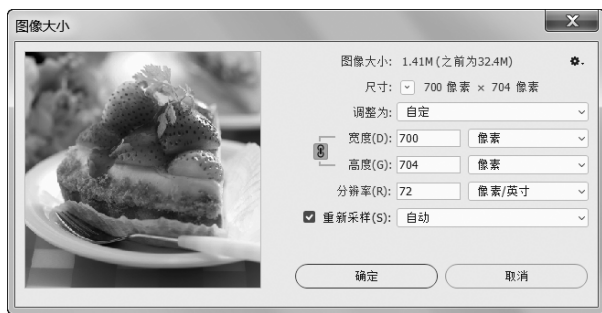 图像大小
图像大小: 1.41M (之前为32.4M)
尺寸: 700 像素 × 704 像素
调整为: 自定
宽度(D): 700 像素
高度(G): 704 像素
分辨率(R): 72 像素/英寸
重新采样(S): 自动
确定 取消